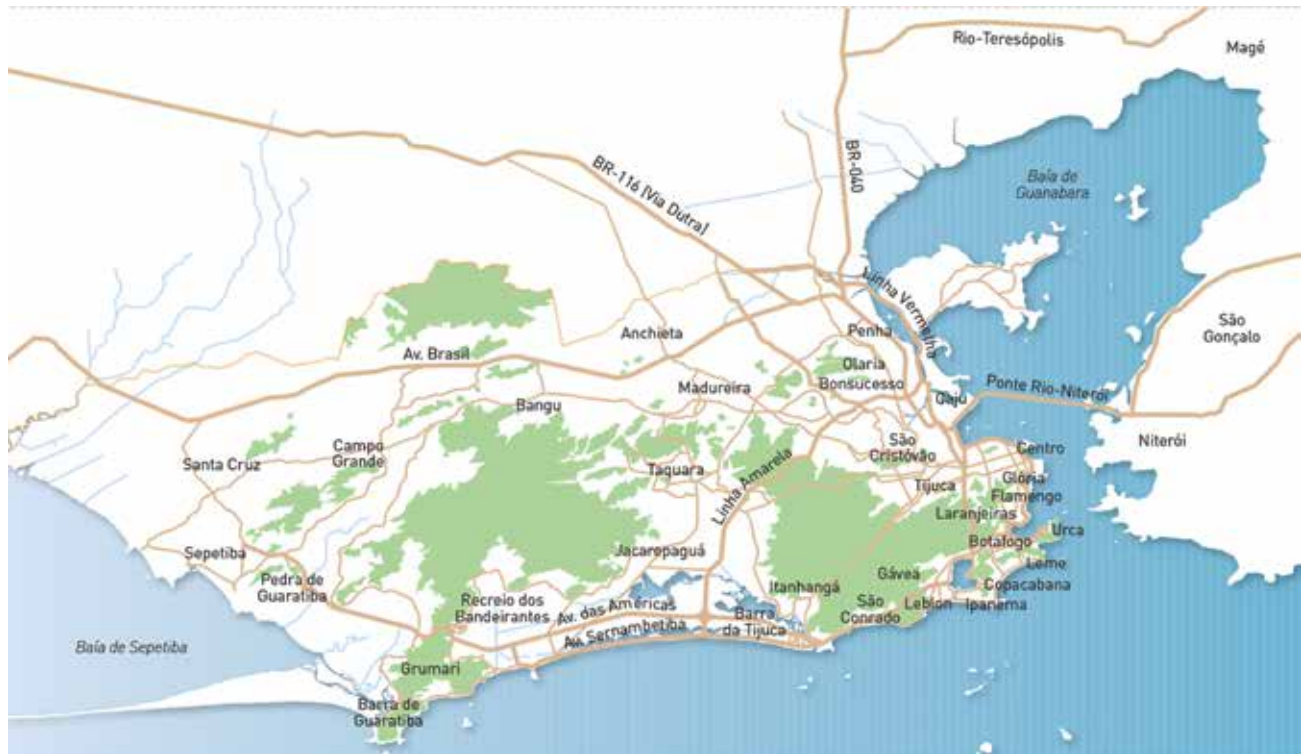 Rio-Teresópolis
Magé
BR-040
BR-116 (Via Dutra)
Baía de
Guanabara
Linha Vermelha
São
Gonçalo
Anchieta
Penha
Av. Brasil
Olaria
Madureira
Bonsucesso
Ponte Rio-Niterói
Caju
Bangu
Niterói
Campo
Grande
São
Cristóvão
Centro
Santa Cruz
Taquara
Linha Amarela
Tijuca
Glória
Flamengo
Laranjeiras
Urca
Botafogo
Sepetiba
Jacarepaguá
Leme
Pedra de
Guaratiba
Itanhangá
Gávea
Copacabana
Recreio dos
Bandeirantes
Av. das Américas
Barra
da Tijuca
São
Conrado
Leblon
Ipanema
Av. Sernambetiba
Baía de Sepetiba
Grumari
Barra de
Guaratiba